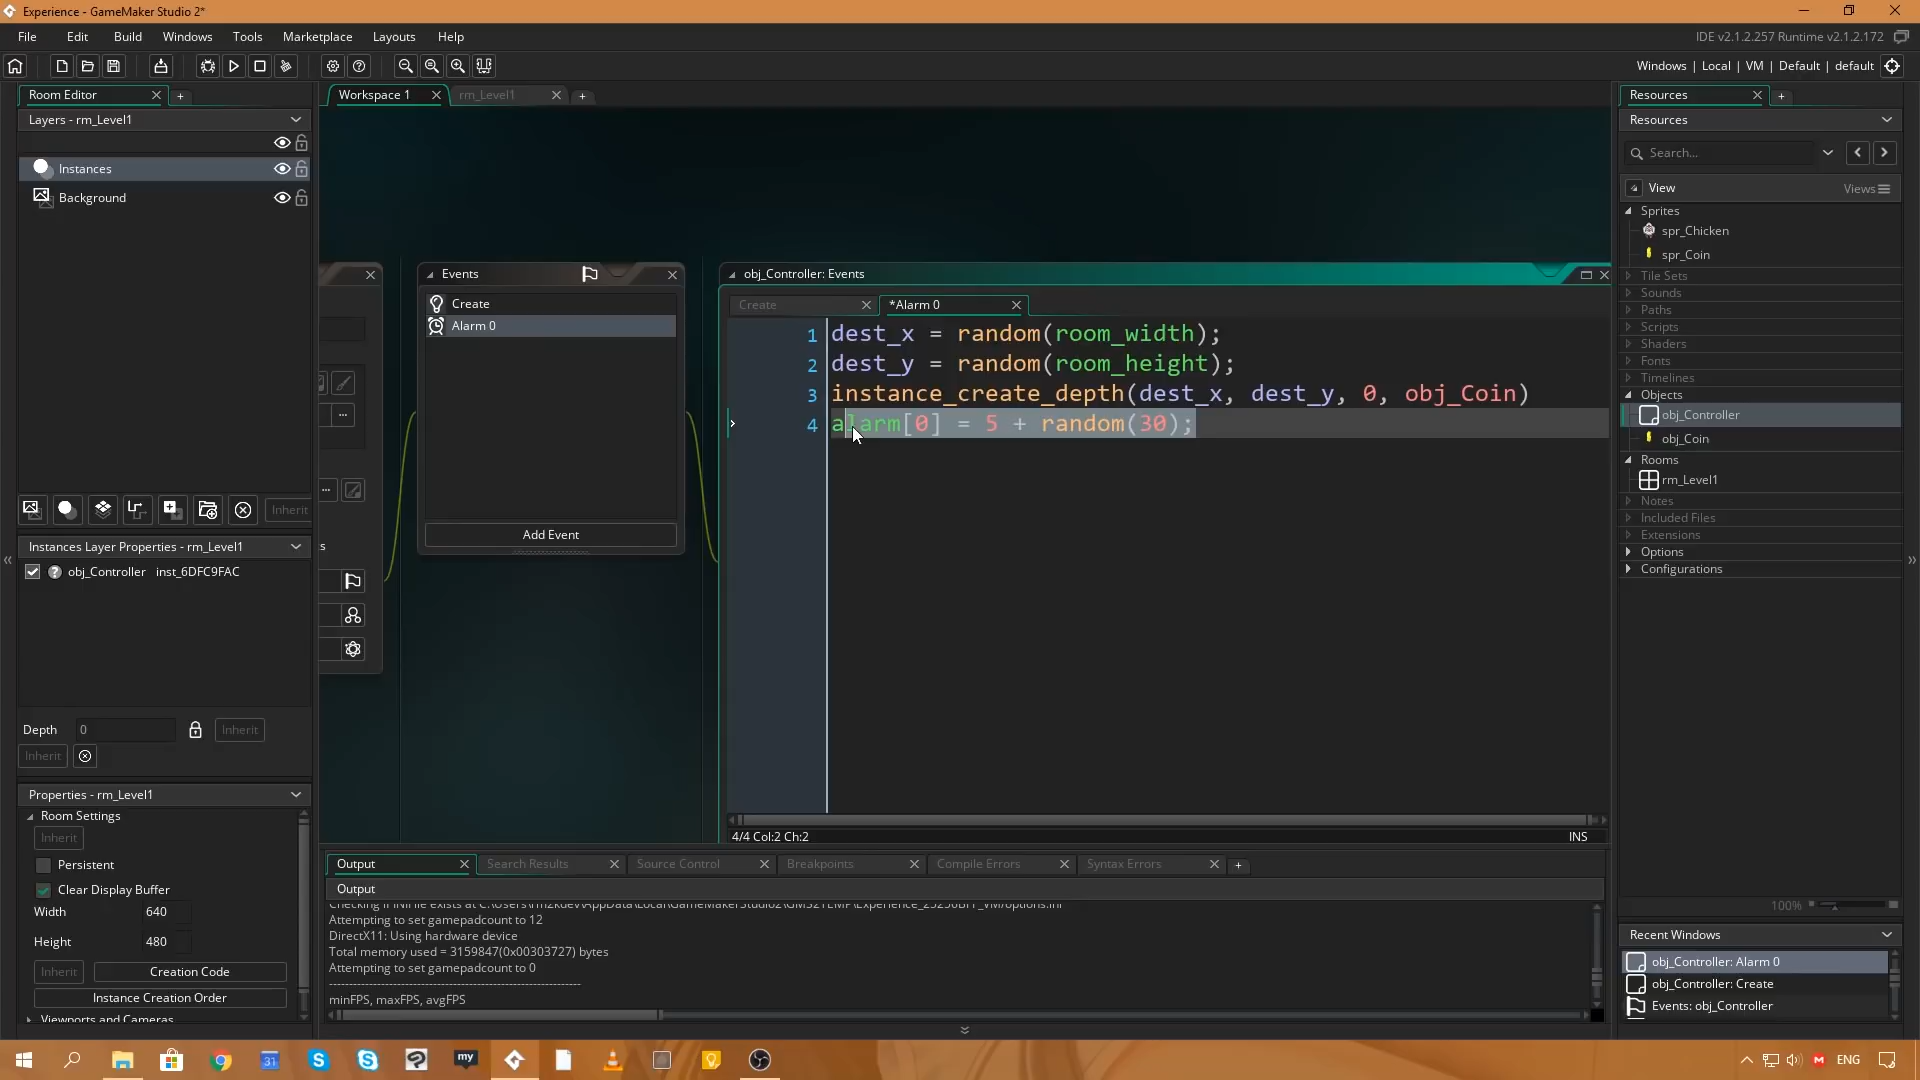 Experience - GameMaker Studio 2*
File Edit Build Windows Tools Marketplace Layouts Help
IDE v2.1.2.257 Runtime v2.1.2.172
Windows | Local | VM | Default | default
Room Editor
Layers - rm_Level1
Instances
Background
Inherit
Instances Layer Properties - rm_Level1
obj_Controller inst_6DFC9FAC
Depth 0 Inherit
Inherit
Properties - rm_Level1
Room Settings
Inherit
Persistent
Clear Display Buffer
Width 640
Height 480
Inherit Creation Code
Instance Creation Order
Viewports and Cameras
Workspace 1 rm_Level1
s
Events
Create
Alarm 0
Add Event
obj_Controller: Events
Create *Alarm 0
1 dest_x = random(room_width);
2 dest_y = random(room_height);
3 instance_create_depth(dest_x, dest_y, 0, obj_Coin)
4 alarm[0] = 5 + random(30);
4/4 Col:2 Ch:2 INS
Output Search Results Source Control Breakpoints Compile Errors Syntax Errors
Output
Attempting to set gamepadcount to 12
DirectX11: Using hardware device
Total memory used = 3159847(0x00303727) bytes
Attempting to set gamepadcount to 0
------------------------------------------------------------
minFPS, maxFPS, avgFPS
Resources
Resources
Search...
View Views
Sprites
spr_Chicken
spr_Coin
Tile Sets
Sounds
Paths
Scripts
Shaders
Fonts
Timelines
Objects
obj_Controller
obj_Coin
Rooms
rm_Level1
Notes
Included Files
Extensions
Options
Configurations
100%
Recent Windows
obj_Controller: Alarm 0
obj_Controller: Create
Events: obj_Controller
31 my ENG